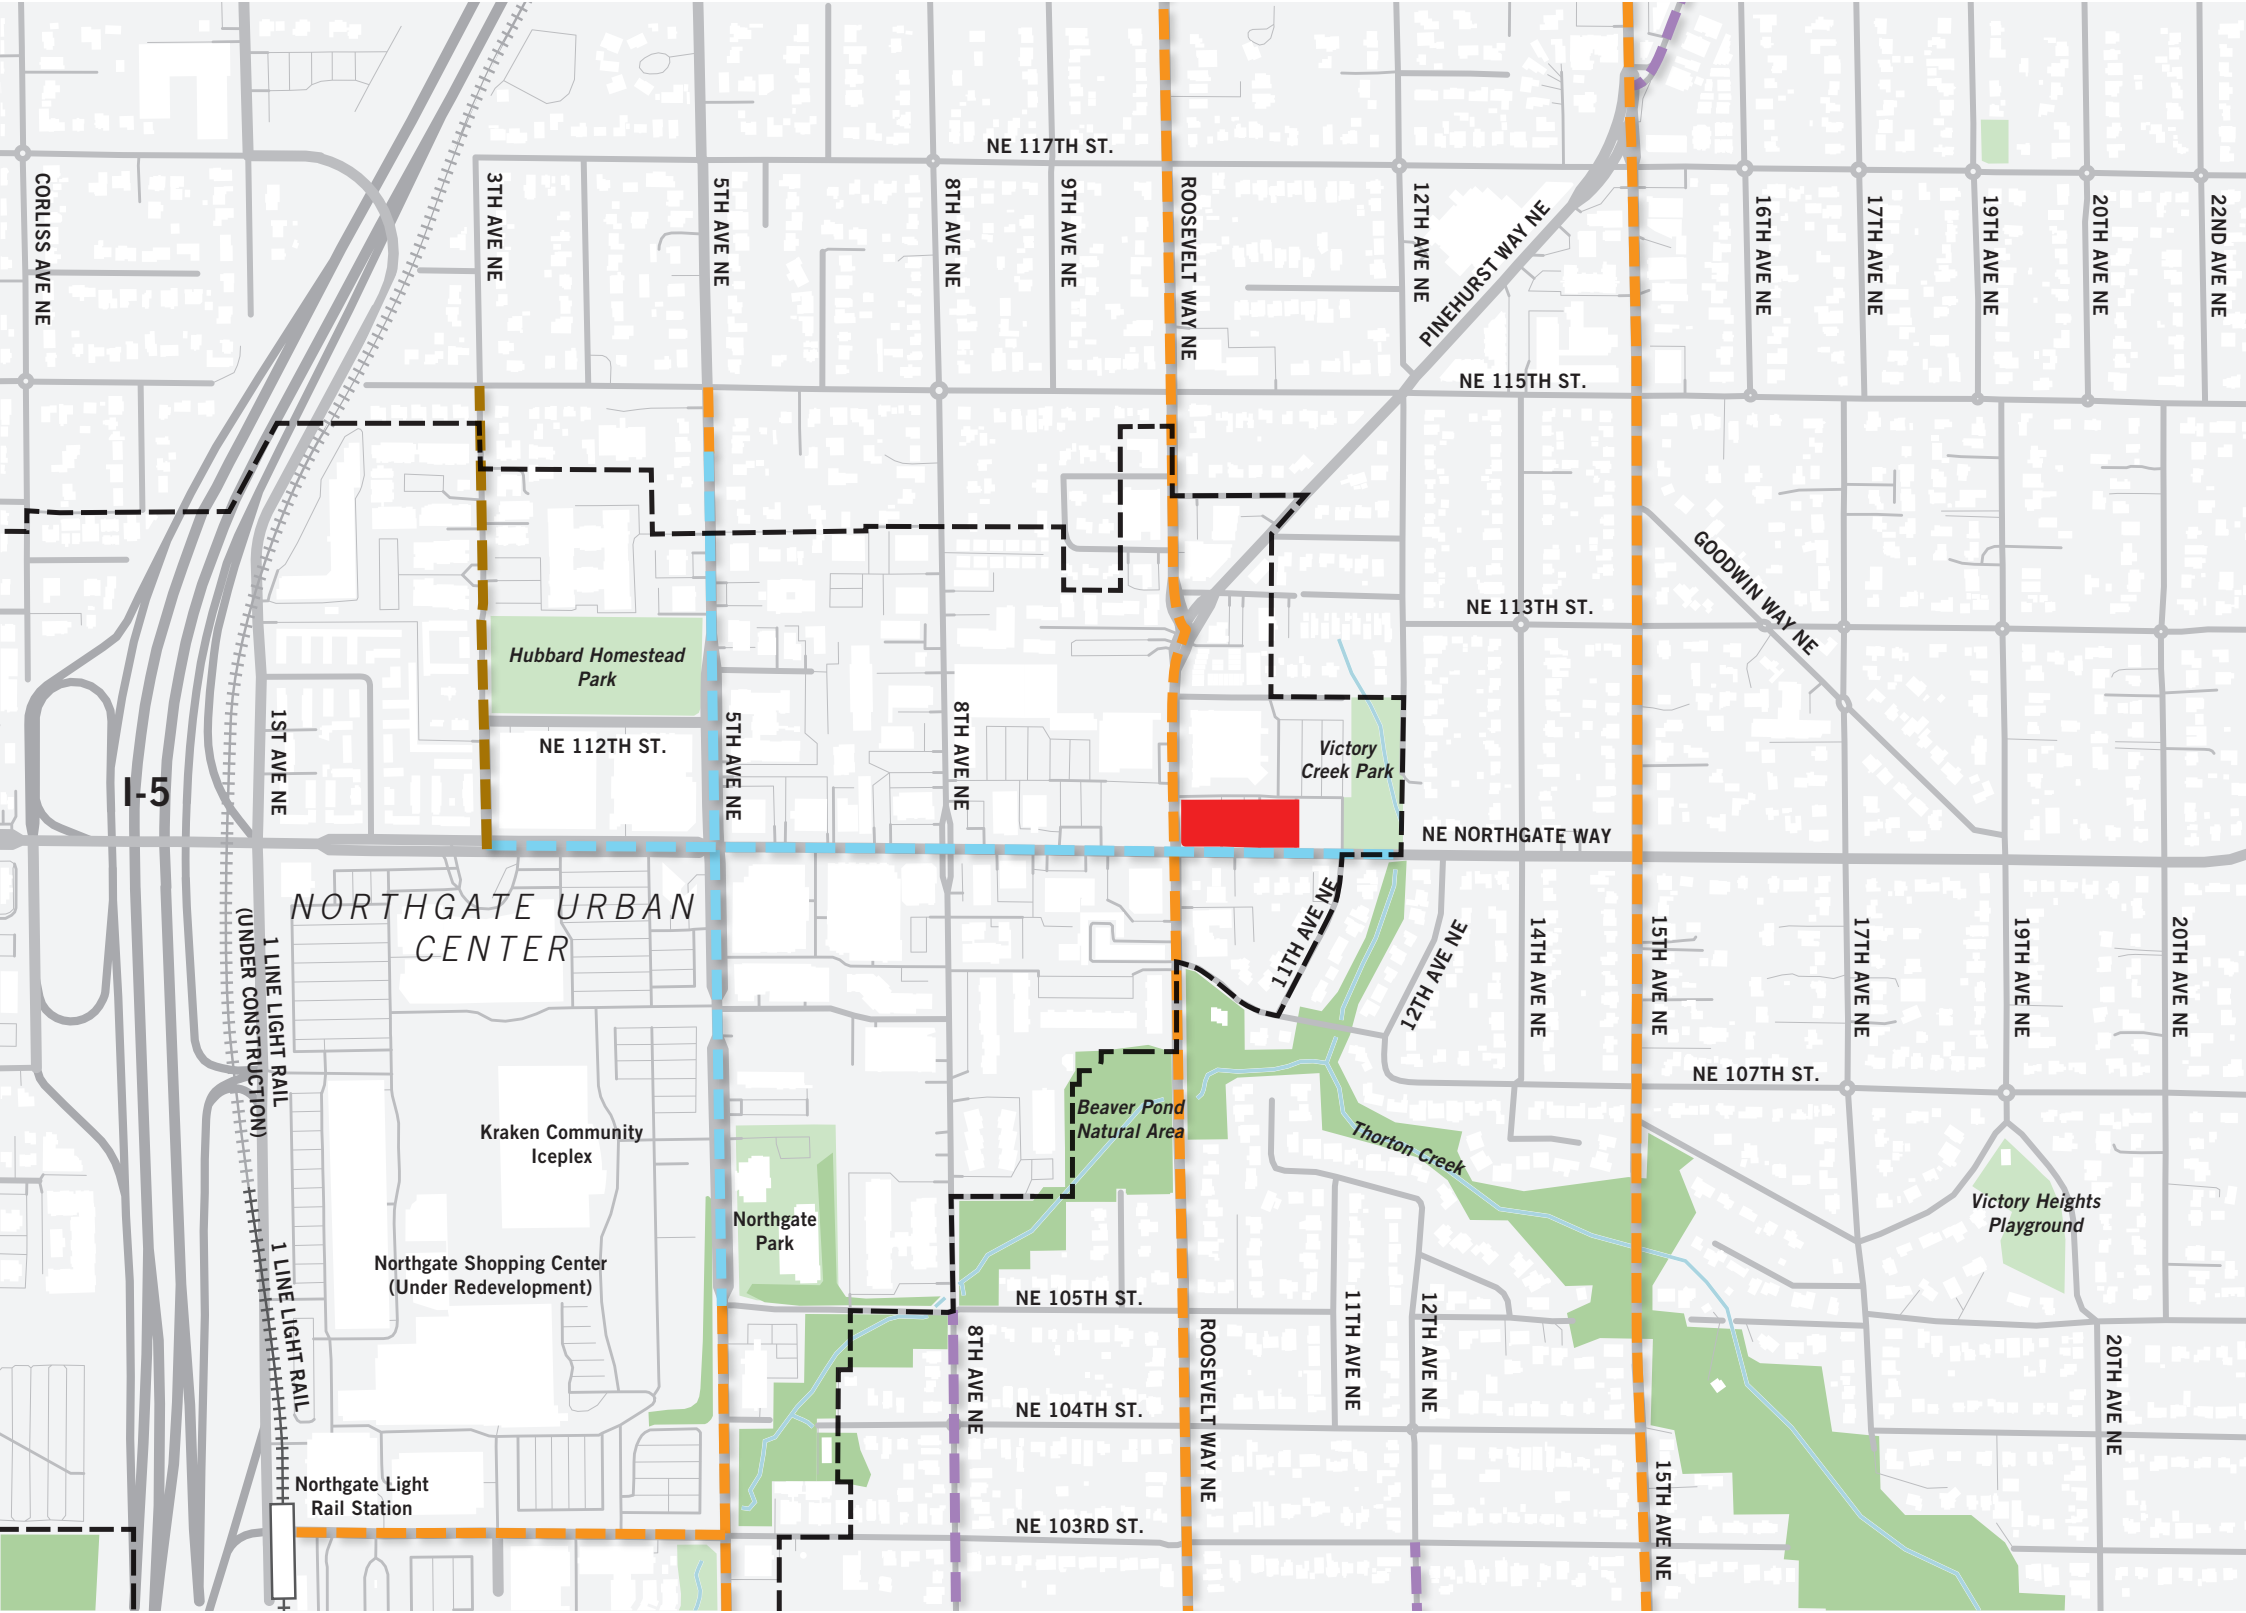 NE 117TH ST.
CORLISS AVE NE
3TH AVE NE
5TH AVE NE
8TH AVE NE
9TH AVE NE
ROOSEVELT WAY NE
12TH AVE NE
PINEHURST WAY NE
16TH AVE NE
17TH AVE NE
19TH AVE NE
20TH AVE NE
22ND AVE NE
NE 115TH ST.
GOODWIN WAY NE
NE 113TH ST.
Hubbard Homestead
Park
1ST AVE NE
NE 112TH ST.
5TH AVE NE
8TH AVE NE
Victory
Creek Park
I-5
NE NORTHGATE WAY
NORTHGATE URBAN
CENTER
11TH AVE NE
12TH AVE NE
14TH AVE NE
15TH AVE NE
17TH AVE NE
19TH AVE NE
20TH AVE NE
1 LINE LIGHT RAIL
(UNDER CONSTRUCTION)
NE 107TH ST.
Beaver Pond
Natural Area
Kraken Community
Iceplex
Thorton Creek
Northgate
Park
Victory Heights
Playground
Northgate Shopping Center
(Under Redevelopment)
1 LINE LIGHT RAIL
NE 105TH ST.
8TH AVE NE
ROOSEVELT WAY NE
11TH AVE NE
12TH AVE NE
20TH AVE NE
NE 104TH ST.
15TH AVE NE
Northgate Light
Rail Station
NE 103RD ST.